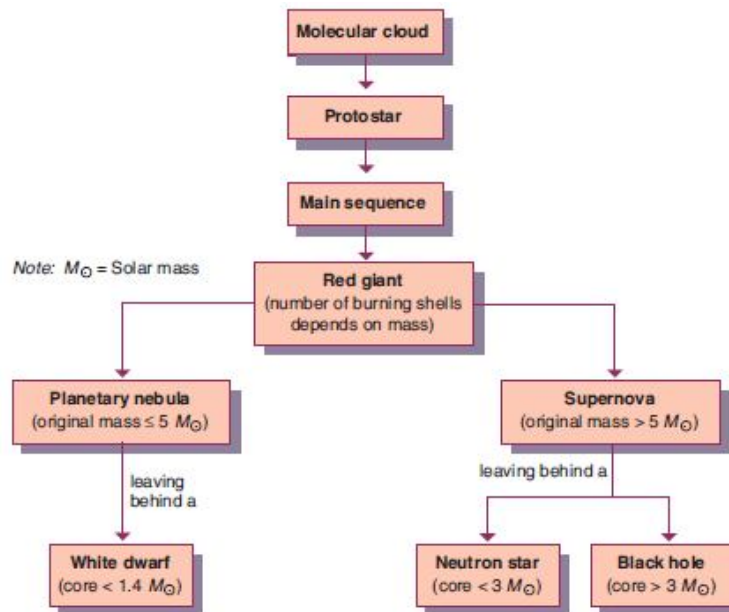 Molecular cloud
Protostar
Main sequence
Note: M☉ = Solar mass
Red giant
(number of burning shells
depends on mass)
Planetary nebula
(original mass ≤ 5 M☉)
Supernova
(original mass > 5 M☉)
leaving
behind a
leaving behind a
White dwarf
(core < 1.4 M☉)
Neutron star
(core < 3 M☉)
Black hole
(core > 3 M☉)